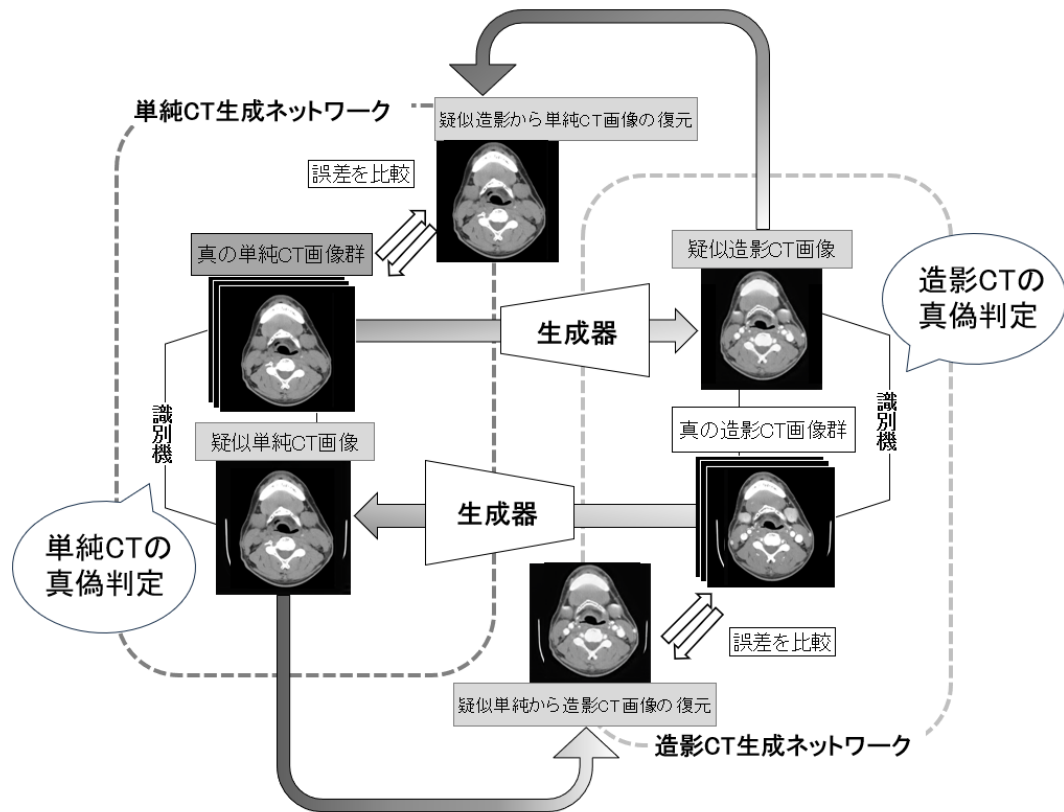 単純CT生成ネットワーク
疑似造影から単純CT画像の復元
誤差を比較
真の単純CT画像群
疑似造影CT画像
造影CTの
真偽判定
生成器
識別機
疑似単純CT画像
真の造影CT画像群
識別機
生成器
単純CTの
真偽判定
誤差を比較
疑似単純から造影CT画像の復元
造影CT生成ネットワーク